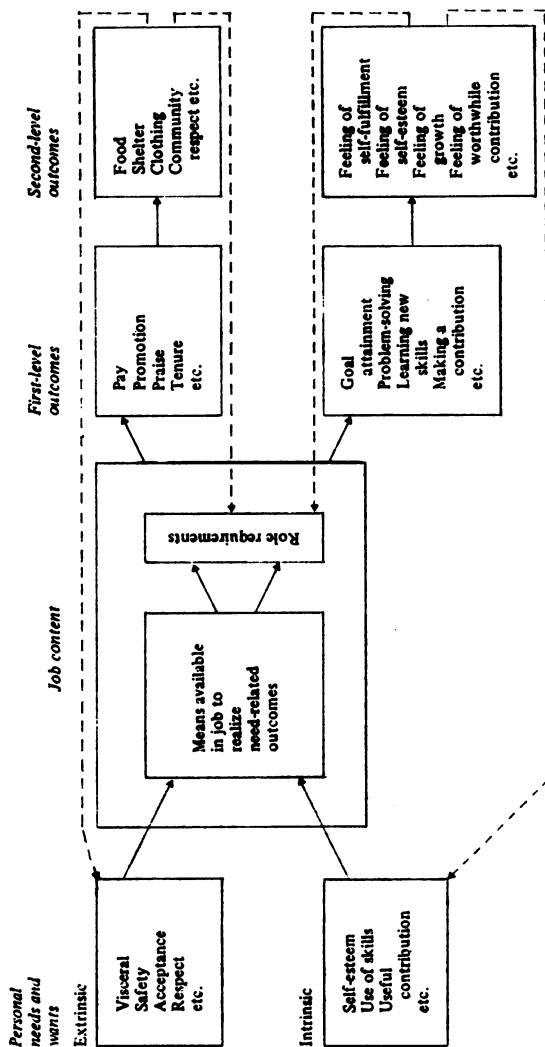 Personal
needs and
wants
Job content
First-level
outcomes
Second-level
outcomes
Extrinsic
Visceral
Safety
Acceptance
Respect
etc.
Intrinsic
Self-esteem
Use of skills
Useful
contribution
etc.
Means available
in job to
realize
need-related
outcomes
Role requirements
Pay
Promotion
Praise
Tenure
etc.
Goal
attainment
Problem-solving
Learning new
skills
Making a
contribution
etc.
Food
Shelter
Clothing
Community
respect etc.
Feeling of
self-fulfillment
Feeling of
self-esteem
Feeling of
growth
Feeling of
worthwhile
contribution
etc.